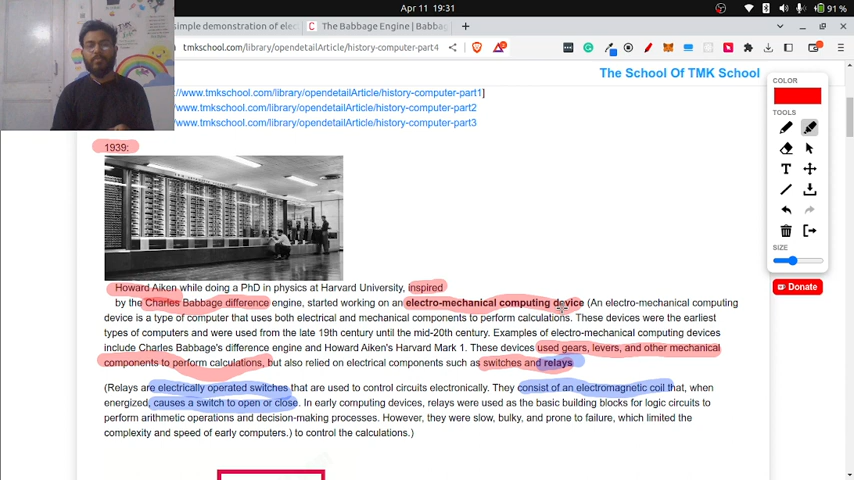 Apr 11 19:31
91 %
simple demonstration of elec
The Babbage Engine | Babbag
tmkschool.com/library/opendetailArticle/history-computer-part4
The School Of TMK School
://www.tmkschool.com/library/opendetailArticle/history-computer-part1]
www.tmkschool.com/library/opendetailArticle/history-computer-part2
www.tmkschool.com/library/opendetailArticle/history-computer-part3
COLOR
TOOLS
SIZE
Donate
1939:
Howard Aiken while doing a PhD in physics at Harvard University, inspired
by the Charles Babbage difference engine, started working on an electro-mechanical computing device (An electro-mechanical computing
device is a type of computer that uses both electrical and mechanical components to perform calculations. These devices were the earliest
types of computers and were used from the late 19th century until the mid-20th century. Examples of electro-mechanical computing devices
include Charles Babbage's difference engine and Howard Aiken's Harvard Mark 1. These devices used gears, levers, and other mechanical
components to perform calculations, but also relied on electrical components such as switches and relays
(Relays are electrically operated switches that are used to control circuits electronically. They consist of an electromagnetic coil that, when
energized, causes a switch to open or close. In early computing devices, relays were used as the basic building blocks for logic circuits to
perform arithmetic operations and decision-making processes. However, they were slow, bulky, and prone to failure, which limited the
complexity and speed of early computers.) to control the calculations.)